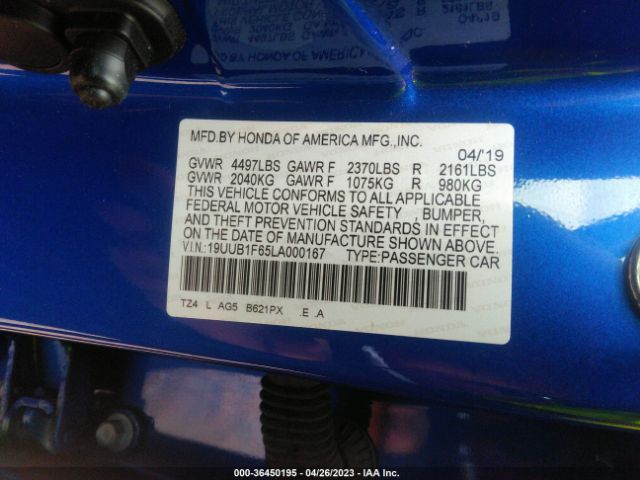 MFD.BY HONDA OF AMERICA MFG.,INC.
04/'19
GVWR 4497LBS GAWR F 2370LBS R 2161LBS
GVWR 2040KG GAWR F 1075KG R 980KG
THIS VEHICLE CONFORMS TO ALL APPLICABLE
FEDERAL MOTOR VEHICLE SAFETY , BUMPER,
AND THEFT PREVENTION STANDARDS IN EFFECT
ON THE DATE OF MANUFACTURE SHOWN ABOVE.
V.I.N:19UUB1F65LA000167 TYPE:PASSENGER CAR
TZ4 L AG5 B621PX .E .A
000-36450195 - 04/26/2023 - IAA Inc.